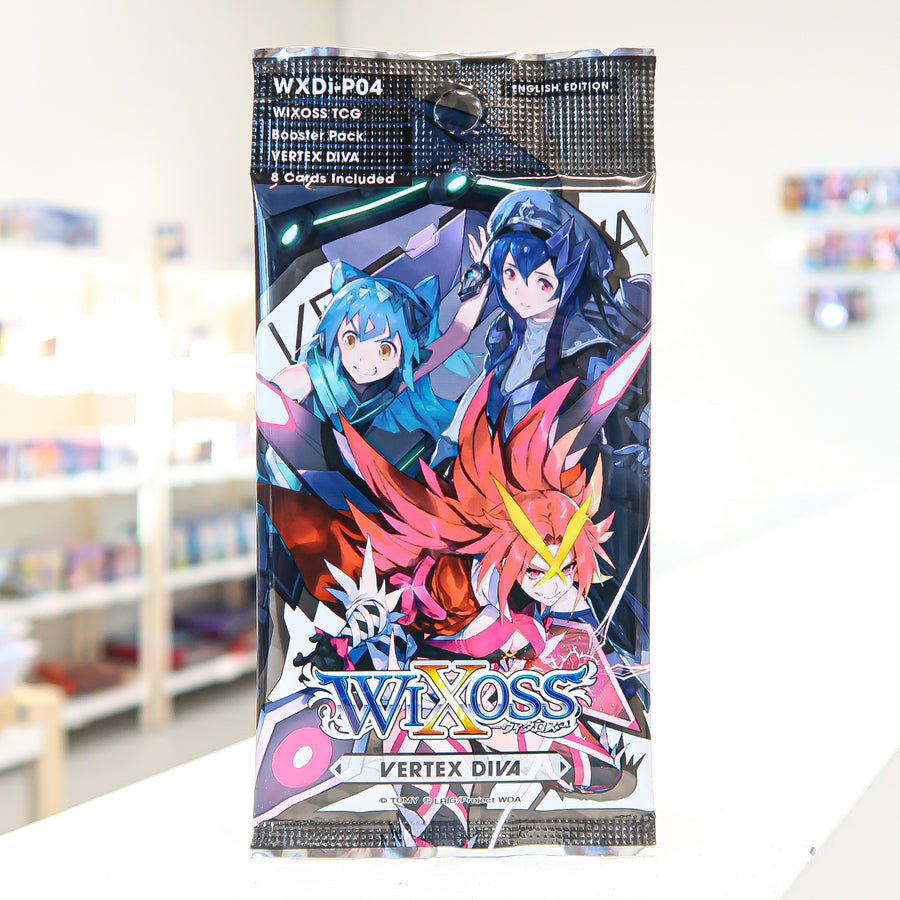 WXDi-P04
ENGLISH EDITION
WIXOSS TCG
Booster Pack
VERTEX DIVA
8 Cards Included
WIXOSS
ウィクロス
VERTEX DIVA
© TOMY © LRIG/Project WDA